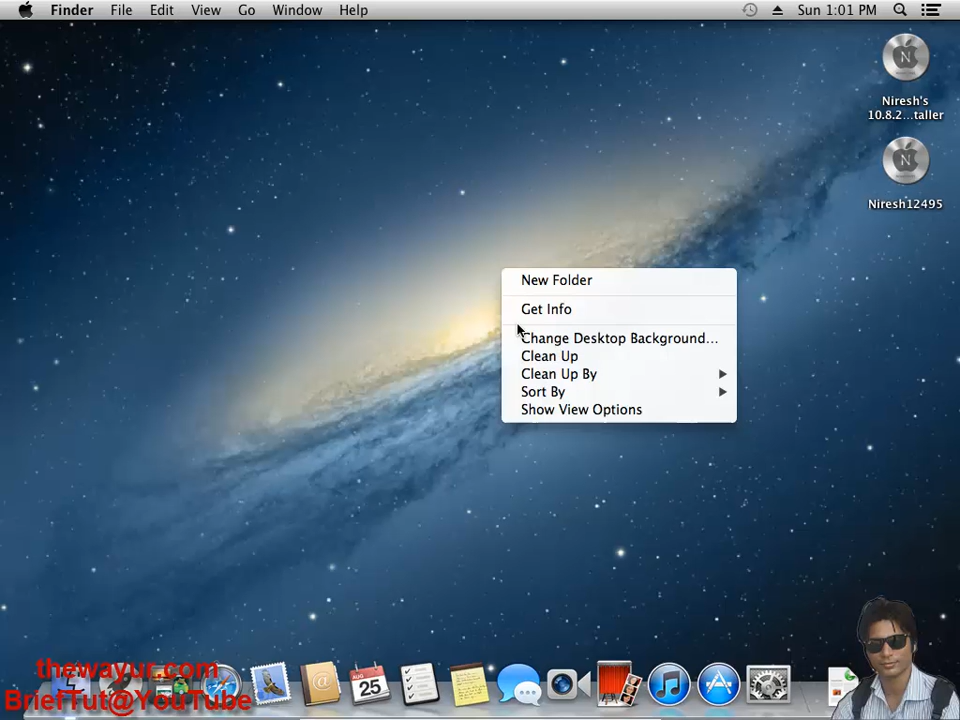 Finder File Edit View Go Window Help Sun 1:01 PM
N
Niresh's
10.8.2...taller
N
Niresh12495
New Folder
Get Info
Change Desktop Background...
Clean Up
Clean Up By
Sort By
Show View Options
thewayur.com
BriefTut@YouTube
AUG
25